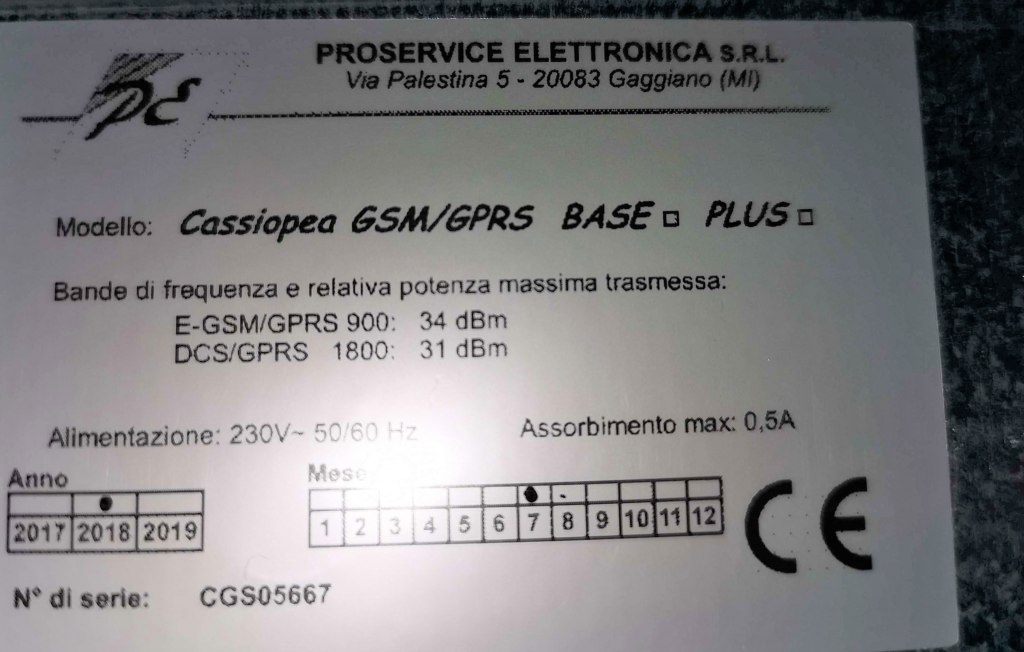 PROSERVICE ELETTRONICA S.R.L.
Via Palestina 5 - 20083 Gaggiano (MI)
PE
Modello: Cassiopea GSM/GPRS BASE □ PLUS □
Bande di frequenza e relativa potenza massima trasmessa:
E-GSM/GPRS 900: 34 dBm
DCS/GPRS 1800: 31 dBm
Alimentazione: 230V~ 50/60 Hz Assorbimento max: 0,5A
Anno Mese
2017 2018 2019 1 2 3 4 5 6 7 8 9 10 11 12
CE
N° di serie: CGS05667